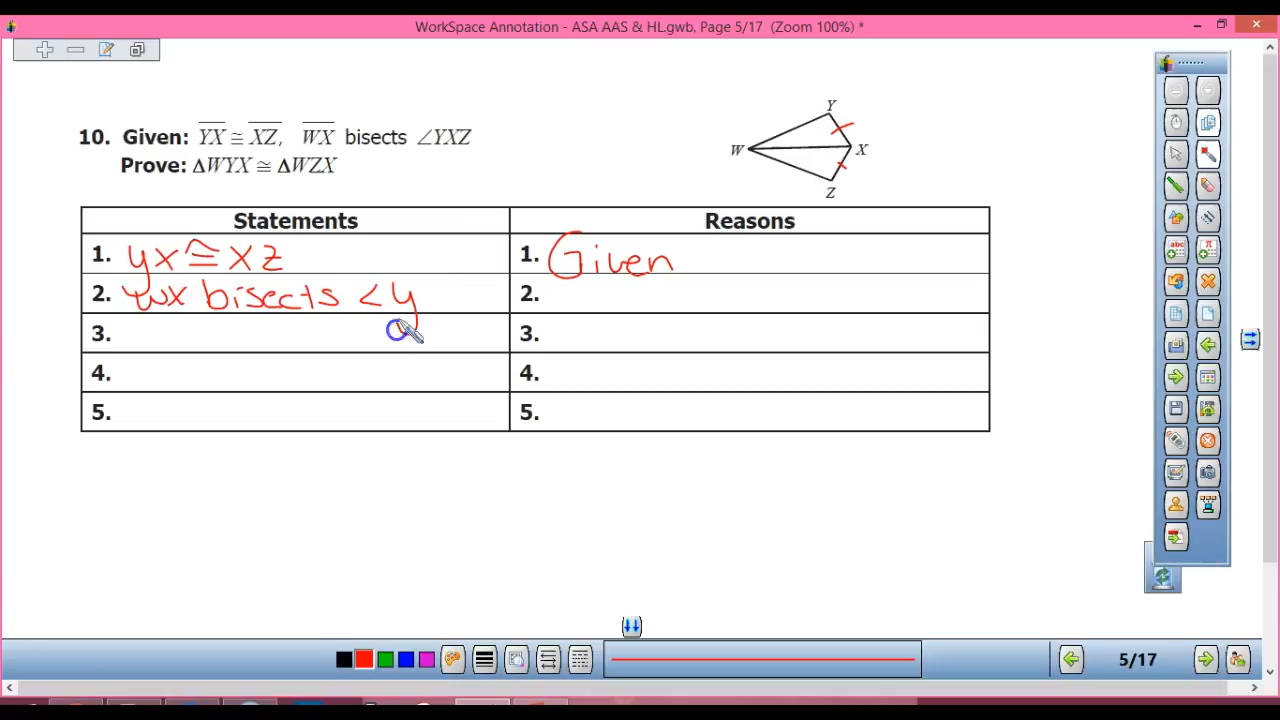 WorkSpace Annotation - ASA AAS & HL.gwb, Page 5/17 (Zoom 100%) *
10. Given: YX ≅ XZ, WX bisects ∠YXZ
Prove: ΔWYX ≅ ΔWZX
Y
W
X
Z
Statements Reasons
1. yx ≅ xz 1. Given
2. wx bisects <y 2.
3. 3.
4. 4.
5. 5.
abc
π
5/17